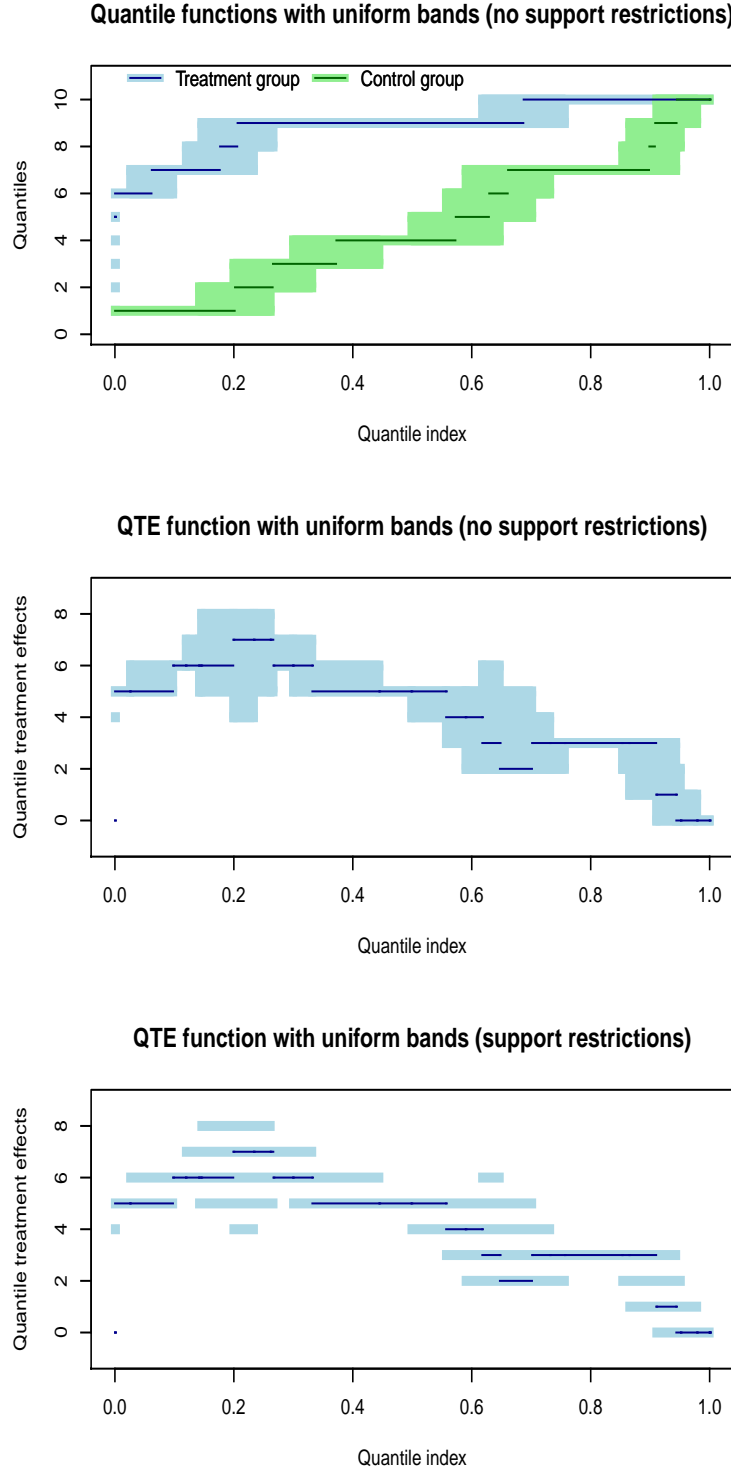 Quantile functions with uniform bands (no support restrictions)
Treatment group
Control group
Quantiles
10
8
6
4
2
0
0.0 0.2 0.4 0.6 0.8 1.0
Quantile index
QTE function with uniform bands (no support restrictions)
Quantile treatment effects
8
6
4
2
0
0.0 0.2 0.4 0.6 0.8 1.0
Quantile index
QTE function with uniform bands (support restrictions)
Quantile treatment effects
8
6
4
2
0
0.0 0.2 0.4 0.6 0.8 1.0
Quantile index